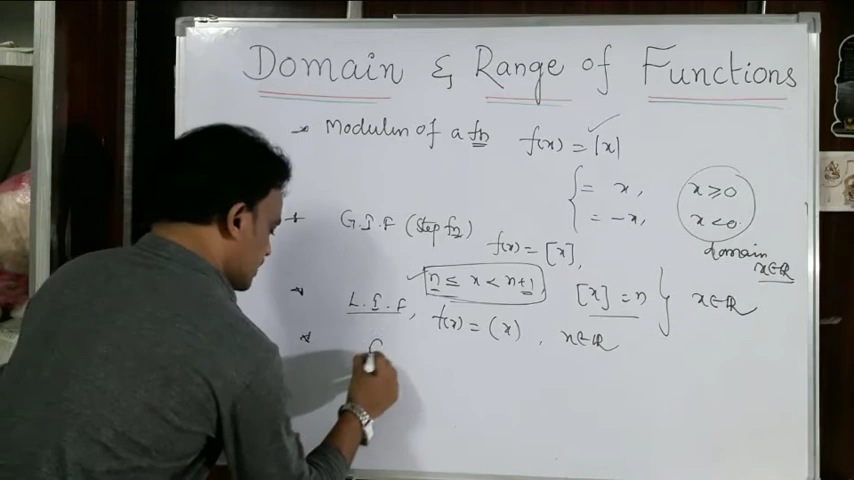 Domain & Range of Functions
* Modulus of a fn f(x) = |x|
= x, x ≥ 0
= -x, x < 0
domain x∈ℝ
* G.I.F (Step fn) f(x) = [x],
n ≤ x < n+1 [x] = n } x∈ℝ
* L.I.F, f(x) = (x), x∈ℝ
*